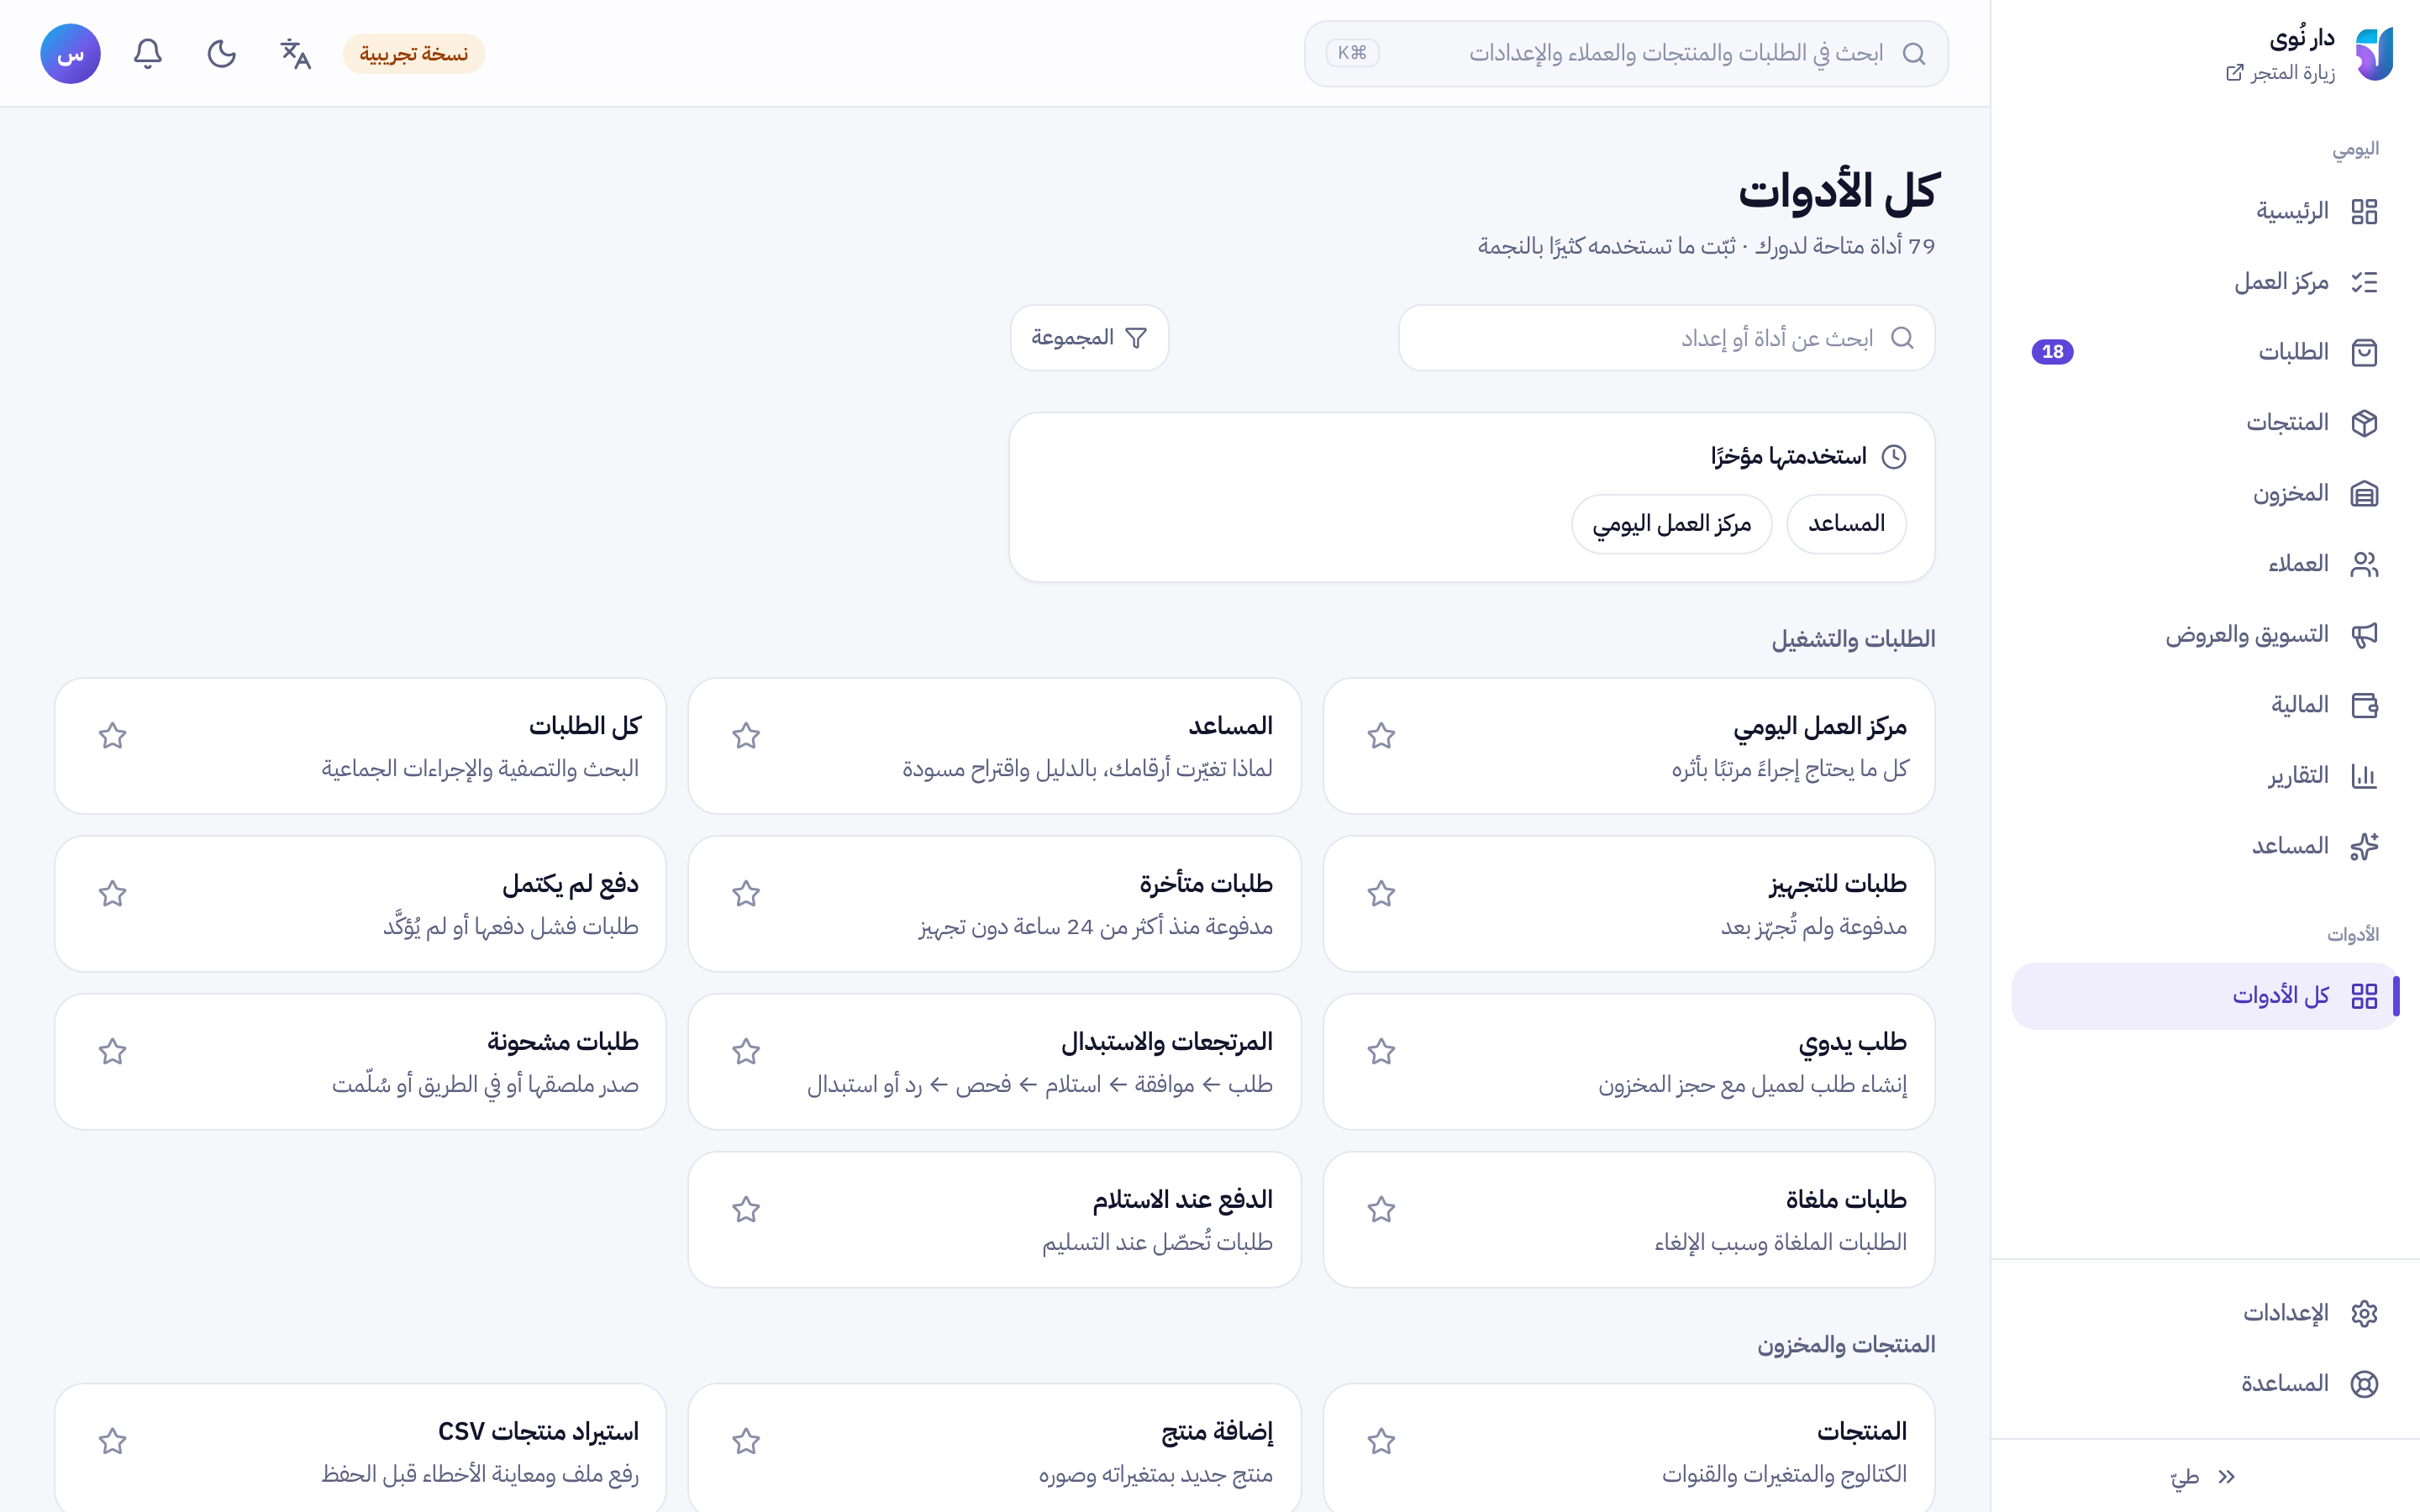 دار نُوى
زيارة المتجر
ابحث في الطلبات والمنتجات والعملاء والإعدادات
K⌘
نسخة تجريبية
س
اليومي
الرئيسية
مركز العمل
الطلبات
18
المنتجات
المخزون
العملاء
التسويق والعروض
المالية
التقارير
المساعد
الأدوات
كل الأدوات
الإعدادات
المساعدة
طيّ
كل الأدوات
79 أداة متاحة لدورك · ثبّت ما تستخدمه كثيرًا بالنجمة
ابحث عن أداة أو إعداد
المجموعة
استخدمتها مؤخرًا
المساعد
مركز العمل اليومي
الطلبات والتشغيل
مركز العمل اليومي
كل ما يحتاج إجراءً مرتبًا بأثره
المساعد
لماذا تغيّرت أرقامك، بالدليل واقتراح مسودة
كل الطلبات
البحث والتصفية والإجراءات الجماعية
طلبات للتجهيز
مدفوعة ولم تُجهّز بعد
طلبات متأخرة
مدفوعة منذ أكثر من 24 ساعة دون تجهيز
دفع لم يكتمل
طلبات فشل دفعها أو لم يُؤكَّد
طلب يدوي
إنشاء طلب لعميل مع حجز المخزون
المرتجعات والاستبدال
طلب ← موافقة ← استلام ← فحص ← رد أو استبدال
طلبات مشحونة
صدر ملصقها أو في الطريق أو سُلّمت
طلبات ملغاة
الطلبات الملغاة وسبب الإلغاء
الدفع عند الاستلام
طلبات تُحصّل عند التسليم
المنتجات والمخزون
المنتجات
الكتالوج والمتغيرات والقنوات
إضافة منتج
منتج جديد بمتغيراته وصوره
استيراد منتجات CSV
رفع ملف ومعاينة الأخطاء قبل الحفظ